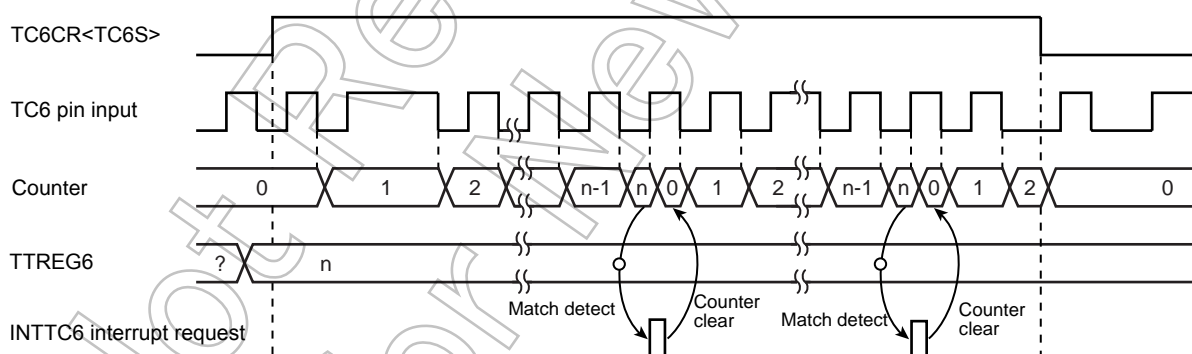 TC6CR<TC6S>
TC6 pin input
Counter 0 1 2 n-1 n 0 1 2 n-1 n 0 1 2 0
TTREG6 ? n
Match detect Counter clear Match detect Counter clear
INTTC6 interrupt request